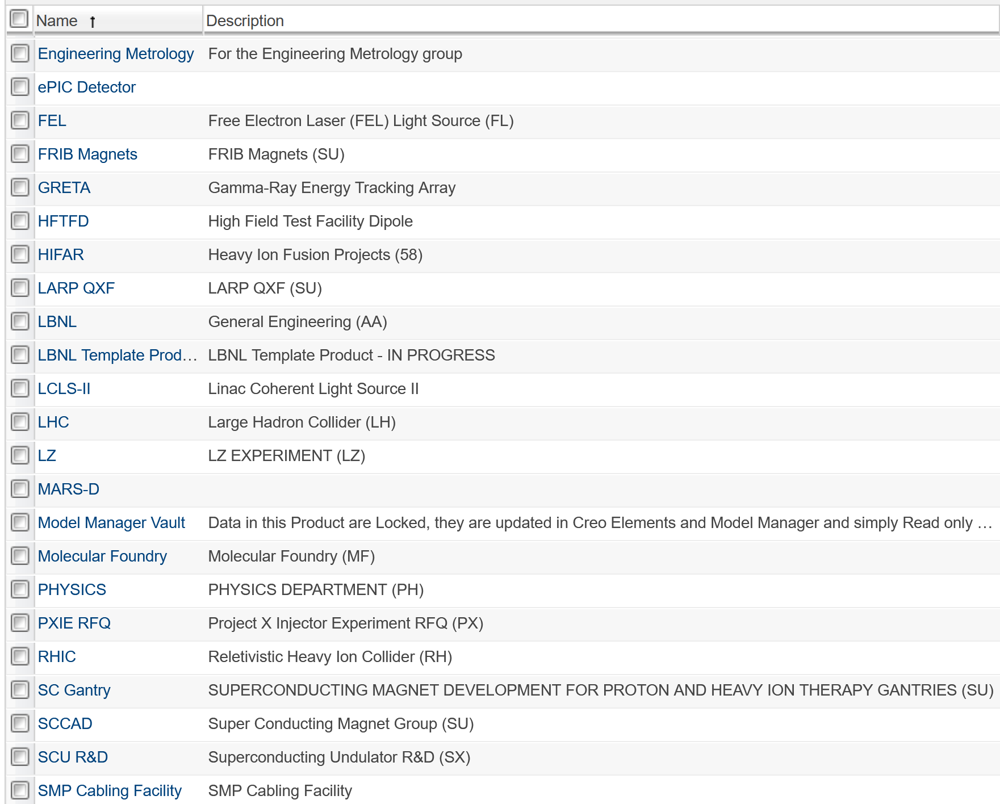 Name ↑ Description
Engineering Metrology For the Engineering Metrology group
ePIC Detector
FEL Free Electron Laser (FEL) Light Source (FL)
FRIB Magnets FRIB Magnets (SU)
GRETA Gamma-Ray Energy Tracking Array
HFTFD High Field Test Facility Dipole
HIFAR Heavy Ion Fusion Projects (58)
LARP QXF LARP QXF (SU)
LBNL General Engineering (AA)
LBNL Template Prod... LBNL Template Product - IN PROGRESS
LCLS-II Linac Coherent Light Source II
LHC Large Hadron Collider (LH)
LZ LZ EXPERIMENT (LZ)
MARS-D
Model Manager Vault Data in this Product are Locked, they are updated in Creo Elements and Model Manager and simply Read only ...
Molecular Foundry Molecular Foundry (MF)
PHYSICS PHYSICS DEPARTMENT (PH)
PXIE RFQ Project X Injector Experiment RFQ (PX)
RHIC Reletivistic Heavy Ion Collider (RH)
SC Gantry SUPERCONDUCTING MAGNET DEVELOPMENT FOR PROTON AND HEAVY ION THERAPY GANTRIES (SU)
SCCAD Super Conducting Magnet Group (SU)
SCU R&D Superconducting Undulator R&D (SX)
SMP Cabling Facility SMP Cabling Facility